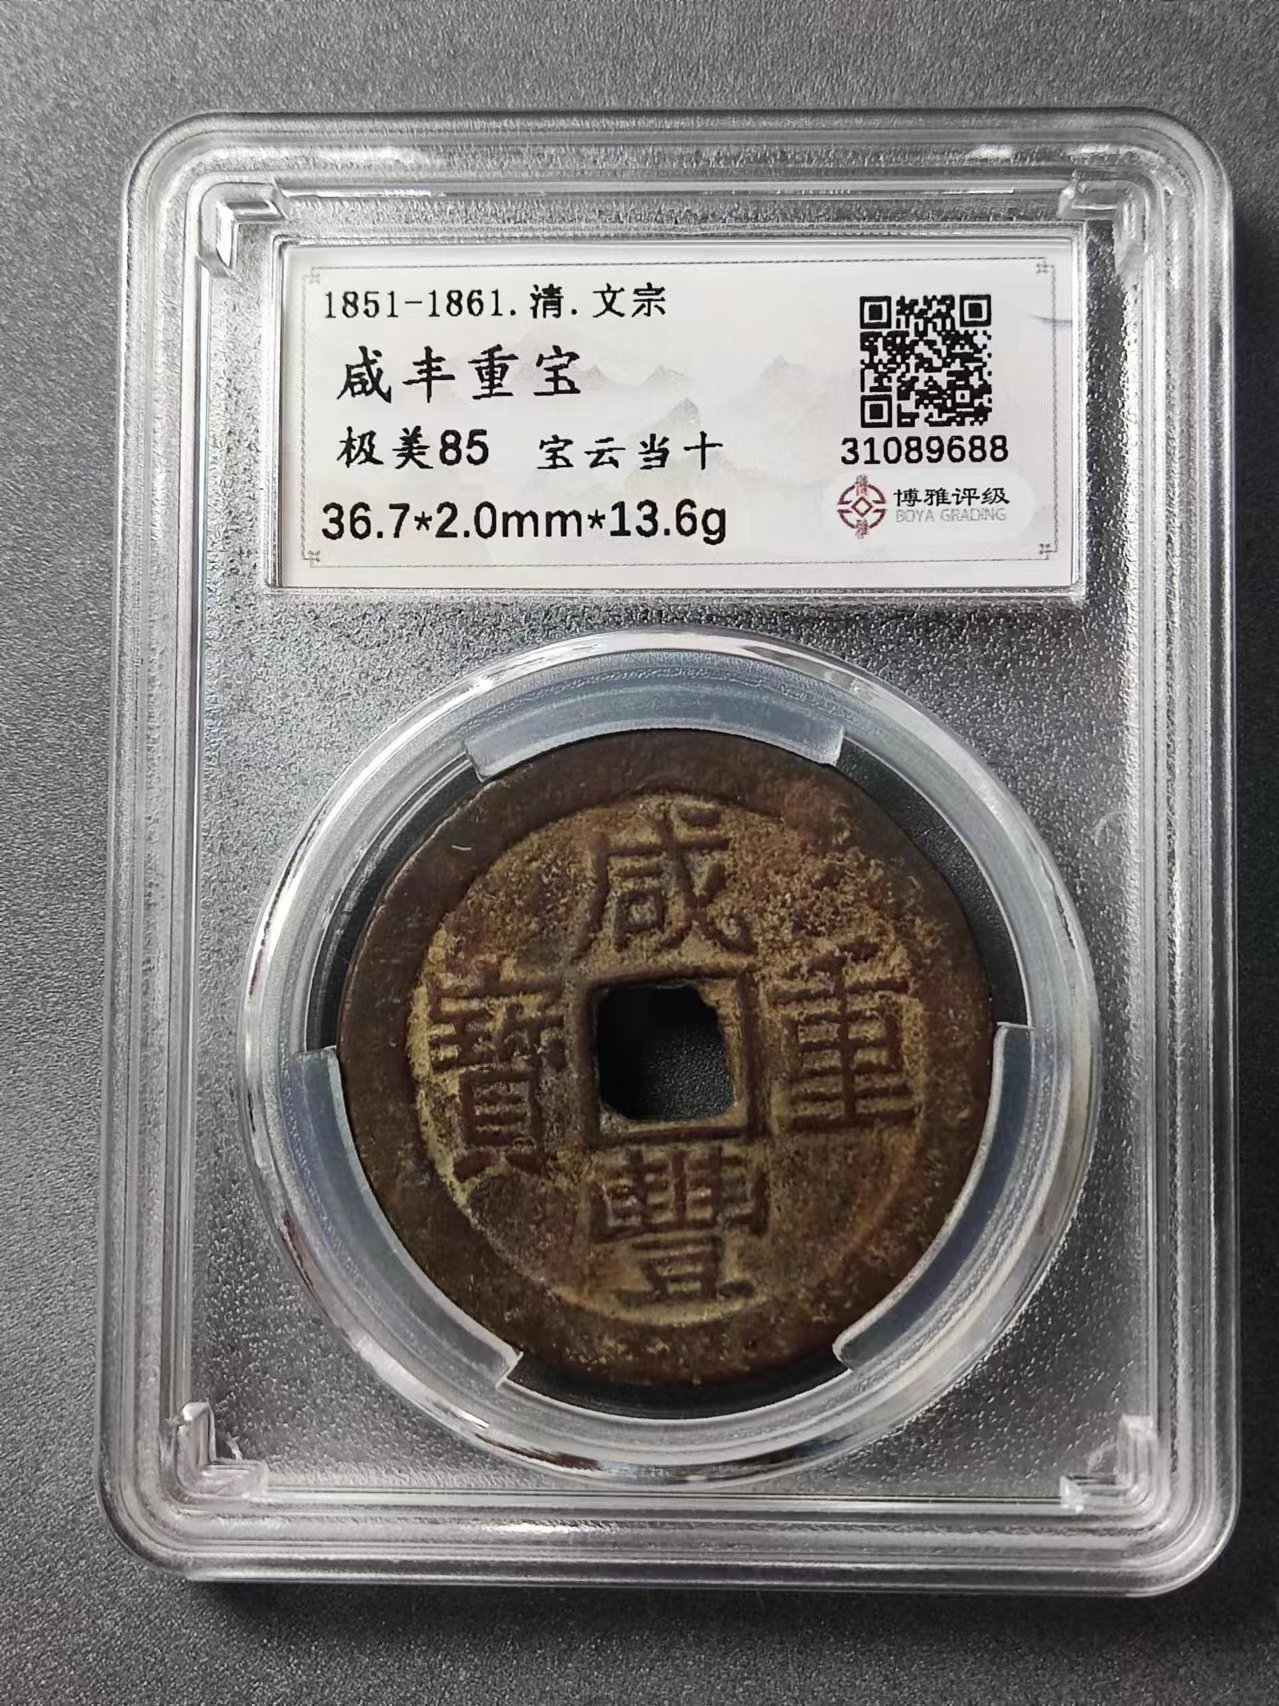 1851-1861.清.文宗
咸丰重宝
极美85 宝云当十
36.7*2.0mm*13.6g
31089688
博雅评级
BOYA GRADING
咸
豐
重
寶